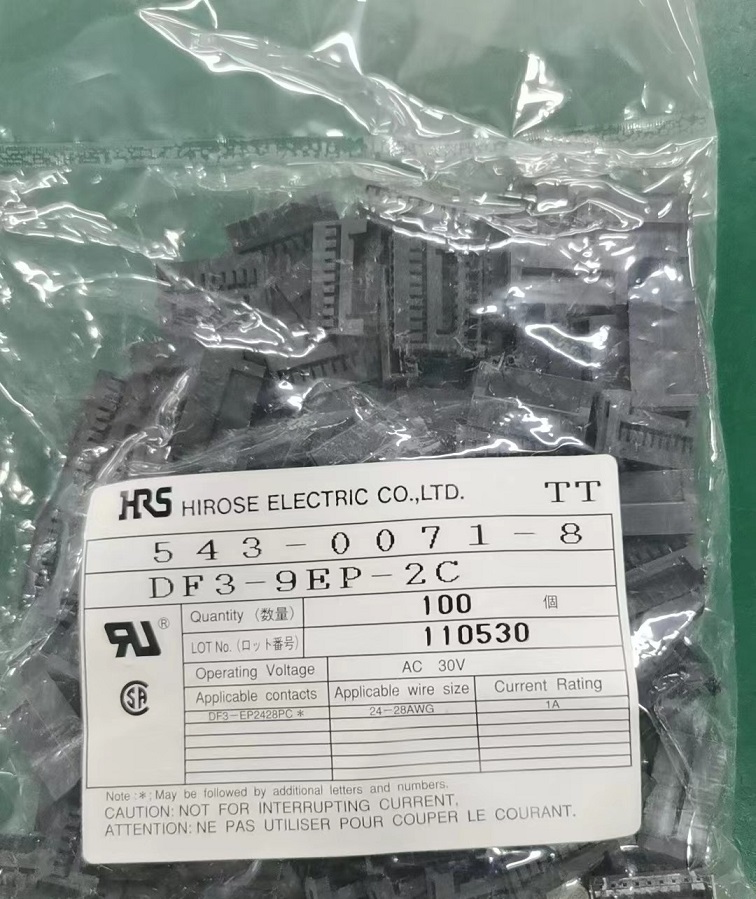 HRS HIROSE ELECTRIC CO.,LTD. TT
543-0071-8
DF3-9EP-2C
Quantity (数量) 100 個
LOT No. (ロット番号) 110530
Operating Voltage AC 30V
Applicable contacts Applicable wire size Current Rating
DF3-EP2428PC * 24-28AWG 1A
Note :*; May be followed by additional letters and numbers.
CAUTION: NOT FOR INTERRUPTING CURRENT,
ATTENTION: NE PAS UTILISER POUR COUPER LE COURANT.